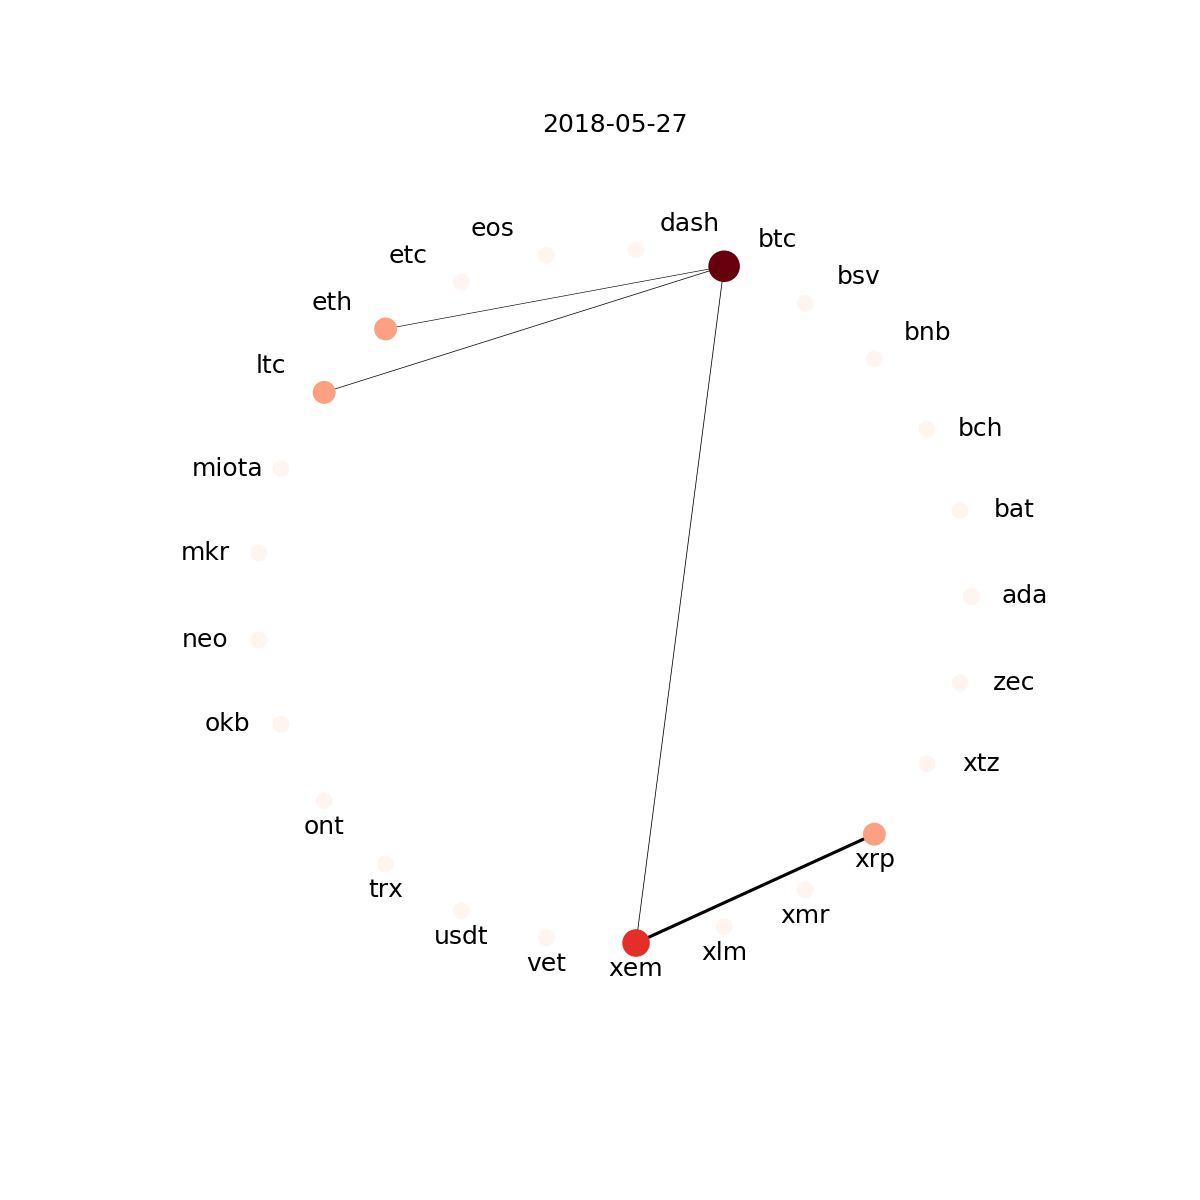 2018-05-27
dash
eos
btc
etc
bsv
eth
bnb
ltc
bch
miota
bat
mkr
ada
neo
zec
okb
xtz
ont
xrp
trx
xmr
usdt
xlm
vet
xem